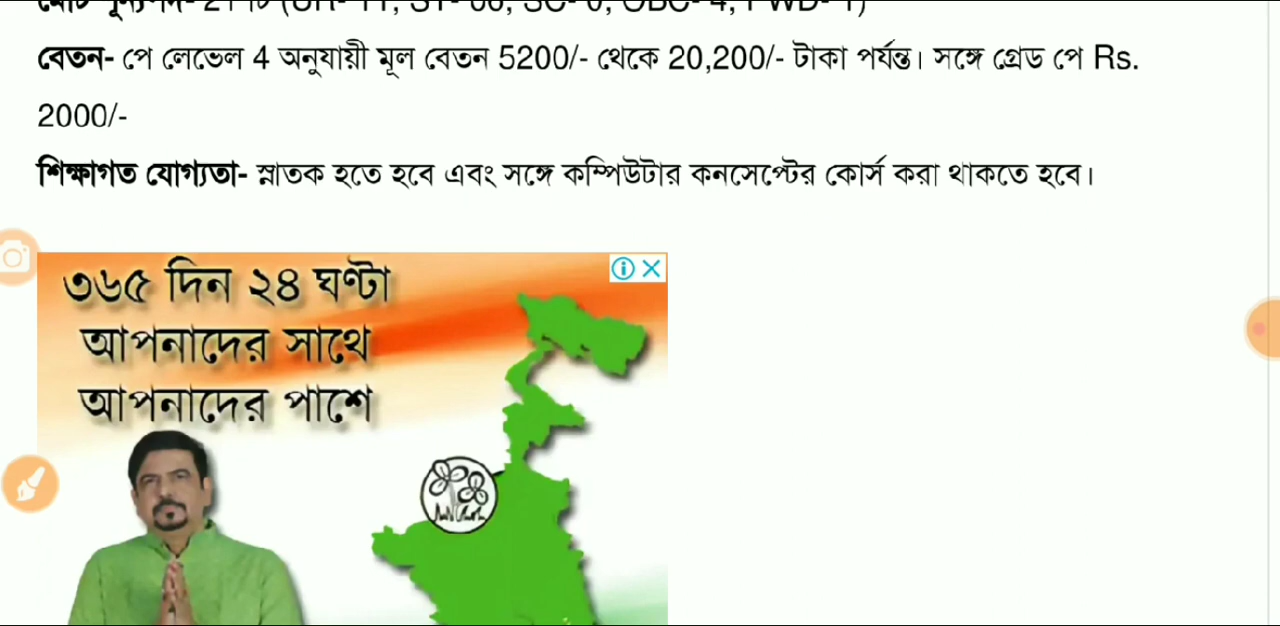 বেতন- পে লেভেল 4 অনুযায়ী মূল বেতন 5200/- থেকে 20,200/- টাকা পর্যন্ত। সঙ্গে গ্রেড পে Rs.
2000/-
শিক্ষাগত যোগ্যতা- স্নাতক হতে হবে এবং সঙ্গে কম্পিউটার কনসেপ্টের কোর্স করা থাকতে হবে।
৩৬৫ দিন ২৪ ঘণ্টা
আপনাদের সাথে
আপনাদের পাশে